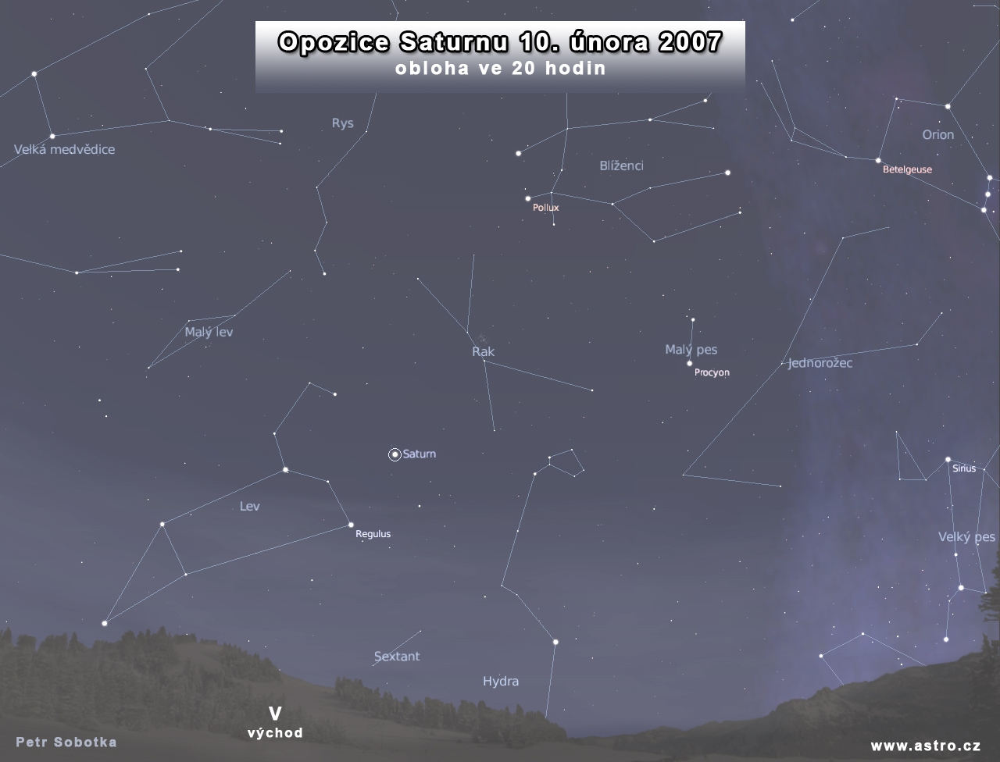 Opozice Saturnu 10. února 2007
obloha ve 20 hodin
Rys
Velká medvědice
Orion
Blíženci
Betelgeuse
Pollux
Malý lev
Rak
Malý pes
Procyon
Jednorožec
Saturn
Sirius
Lev
Regulus
Velký pes
Sextant
Hydra
V
východ
Petr Sobotka
www.astro.cz